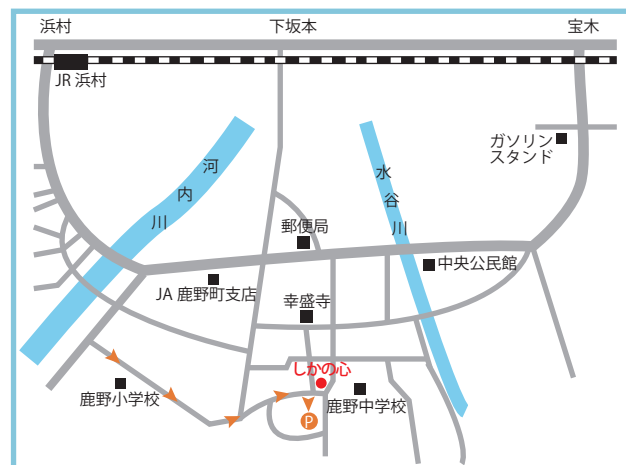 浜村
下坂本
宝木
JR 浜村
ガソリン
スタンド
河内川
水谷川
郵便局
中央公民館
JA 鹿野町支店
幸盛寺
しかの心
鹿野小学校
鹿野中学校
P